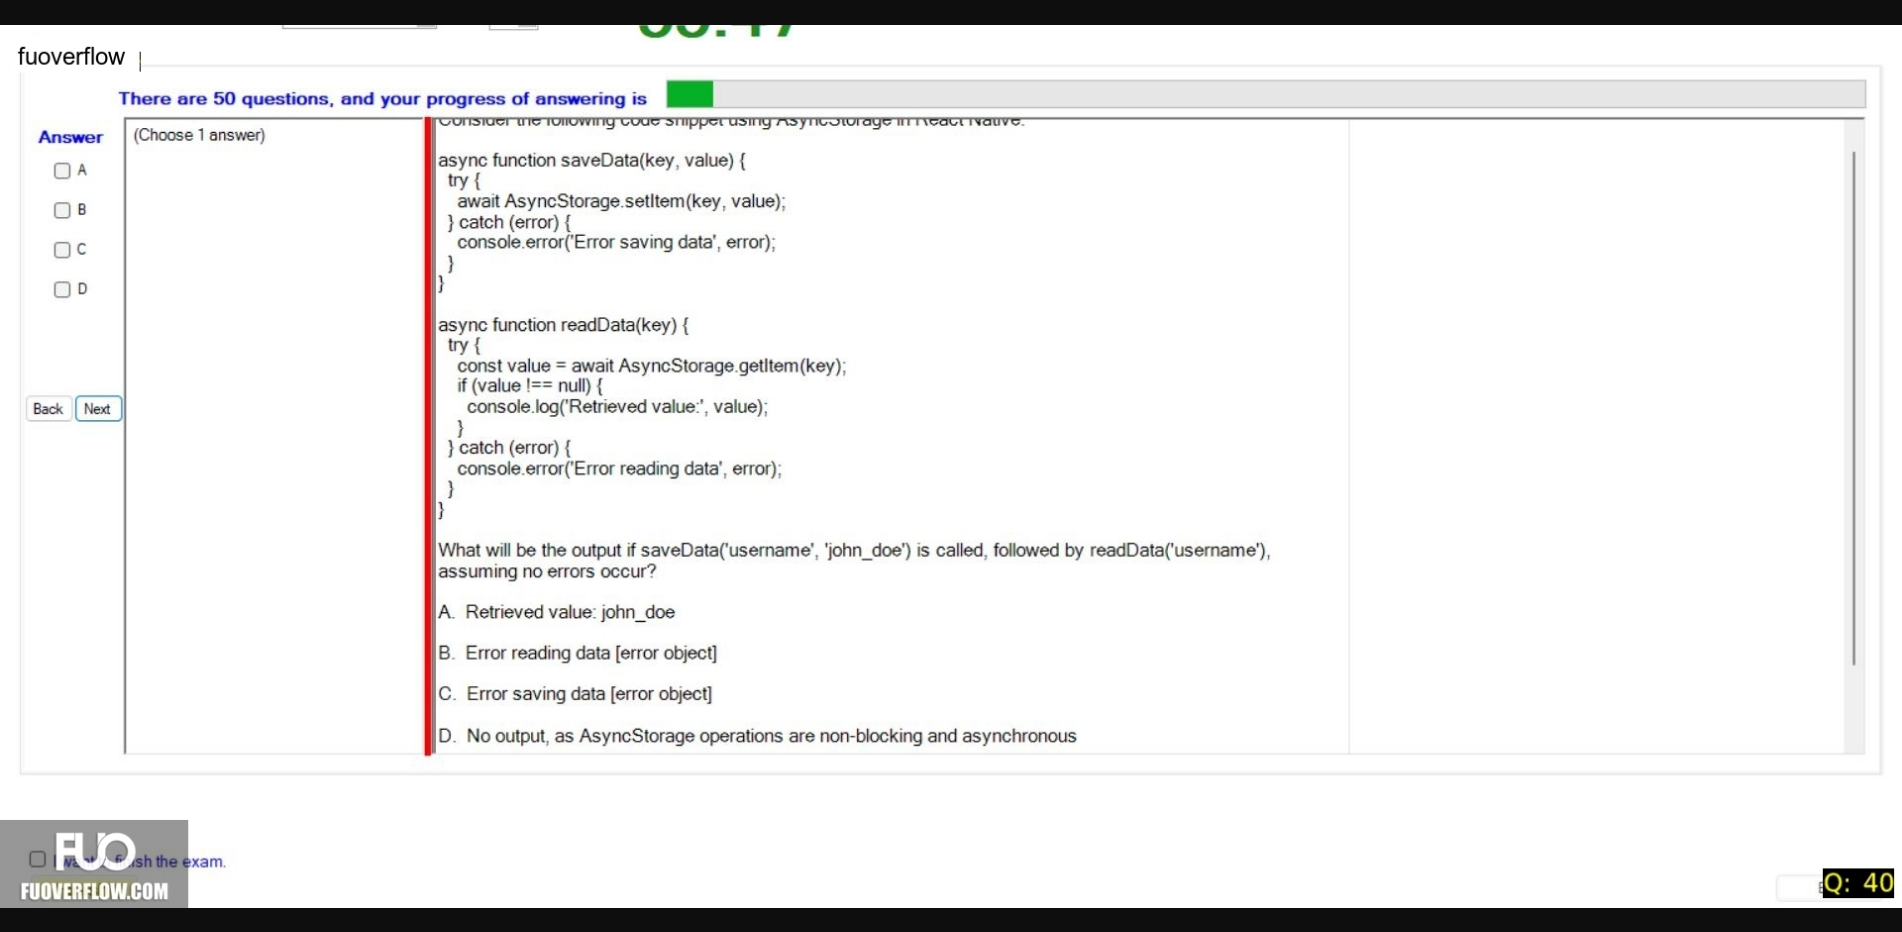 fuoverflow
There are 50 questions, and your progress of answering is
Answer
(Choose 1 answer)
A
B
C
D
Back
Next
Consider the following code snippet using AsyncStorage in React Native.
async function saveData(key, value) {
try {
await AsyncStorage.setItem(key, value);
} catch (error) {
console.error('Error saving data', error);
}
}
async function readData(key) {
try {
const value = await AsyncStorage.getItem(key);
if (value !== null) {
console.log('Retrieved value:', value);
}
} catch (error) {
console.error('Error reading data', error);
}
}
What will be the output if saveData('username', 'john_doe') is called, followed by readData('username'),
assuming no errors occur?
A. Retrieved value: john_doe
B. Error reading data [error object]
C. Error saving data [error object]
D. No output, as AsyncStorage operations are non-blocking and asynchronous
FUO
the exam.
FUOVERFLOW.COM
Q: 40